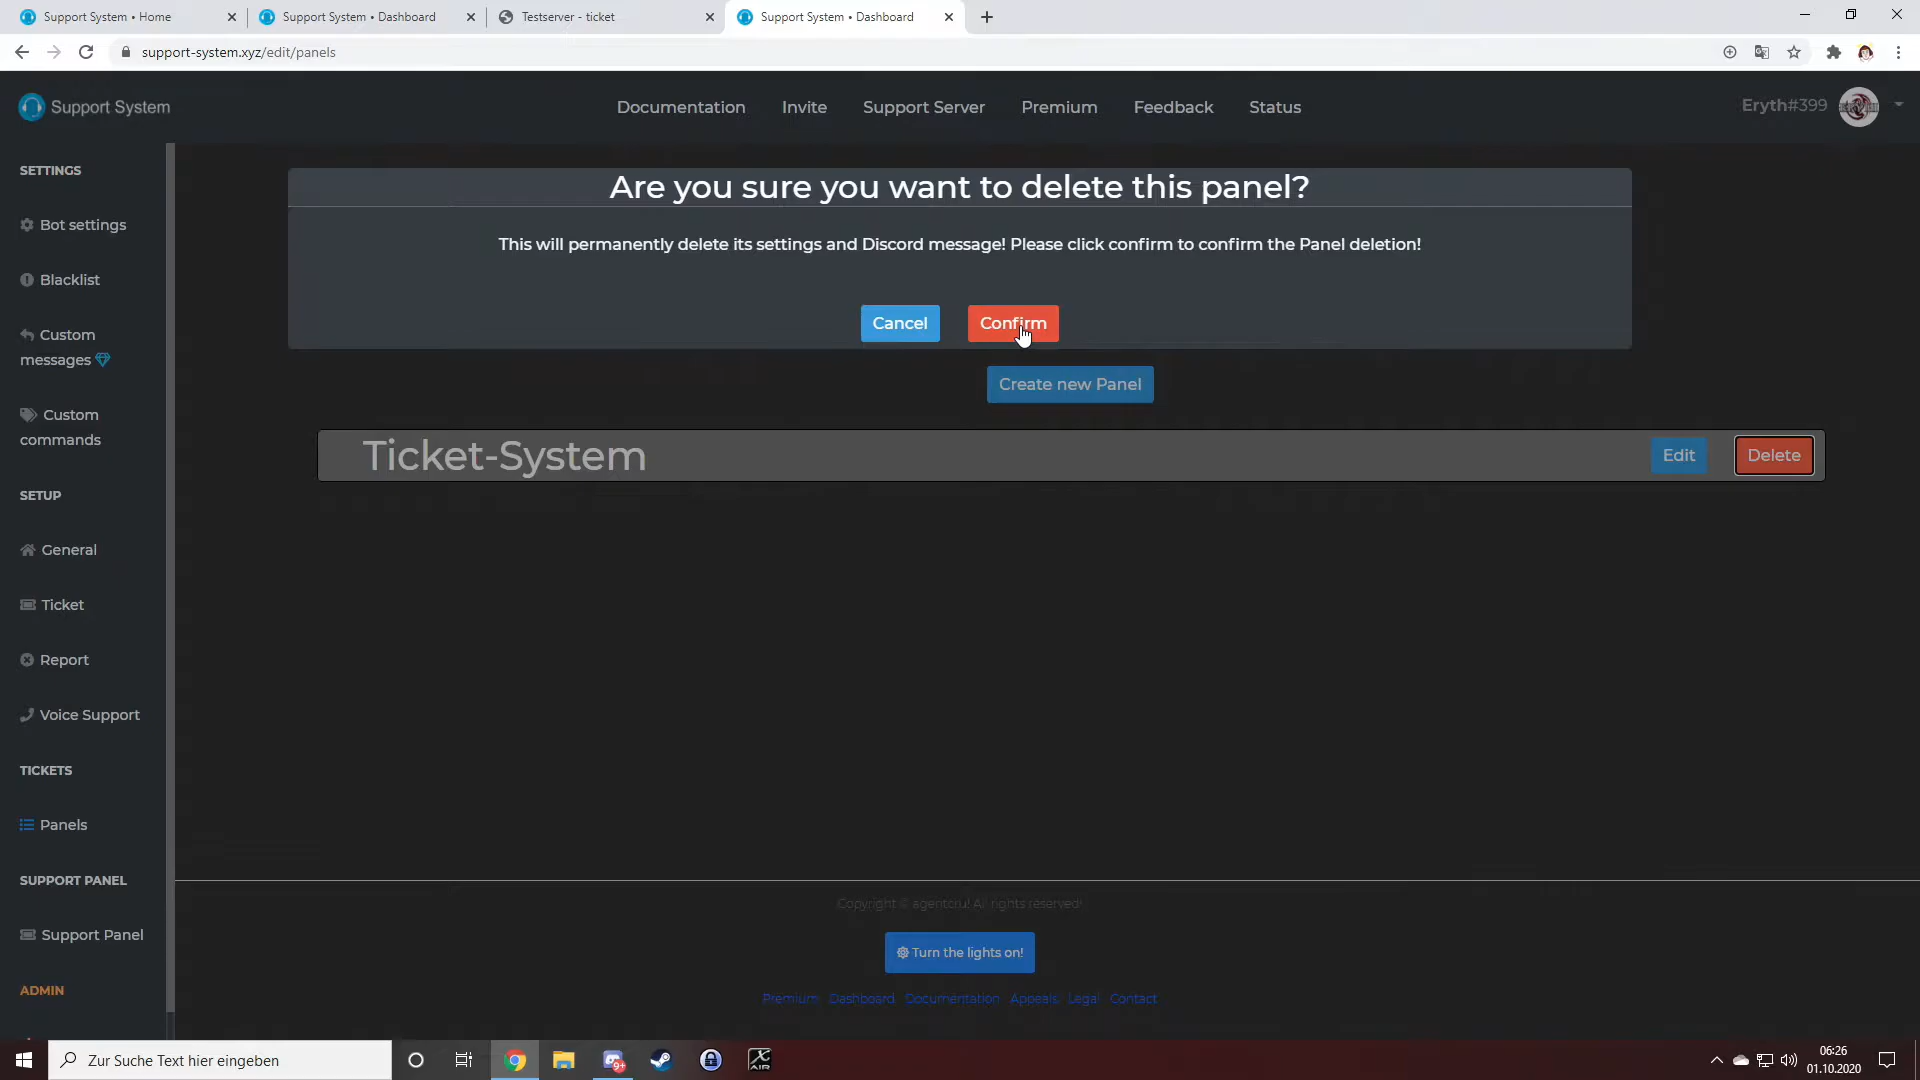 Support System • Home
Support System • Dashboard
Testserver - ticket
Support System • Dashboard
support-system.xyz/edit/panels
Support System
Documentation
Invite
Support Server
Premium
Feedback
Status
Eryth#399
SETTINGS
Bot settings
Blacklist
Custom
messages
Custom
commands
SETUP
General
Ticket
Report
Voice Support
TICKETS
Panels
SUPPORT PANEL
Support Panel
ADMIN
Are you sure you want to delete this panel?
This will permanently delete its settings and Discord message! Please click confirm to confirm the Panel deletion!
Cancel
Confirm
Create new Panel
Ticket-System
Edit
Delete
Copyright © agentcru! All rights reserved!
Turn the lights on!
Premium Dashboard Documentation Appeals Legal Contact
Zur Suche Text hier eingeben
9+
AIR
06:26
01.10.2020